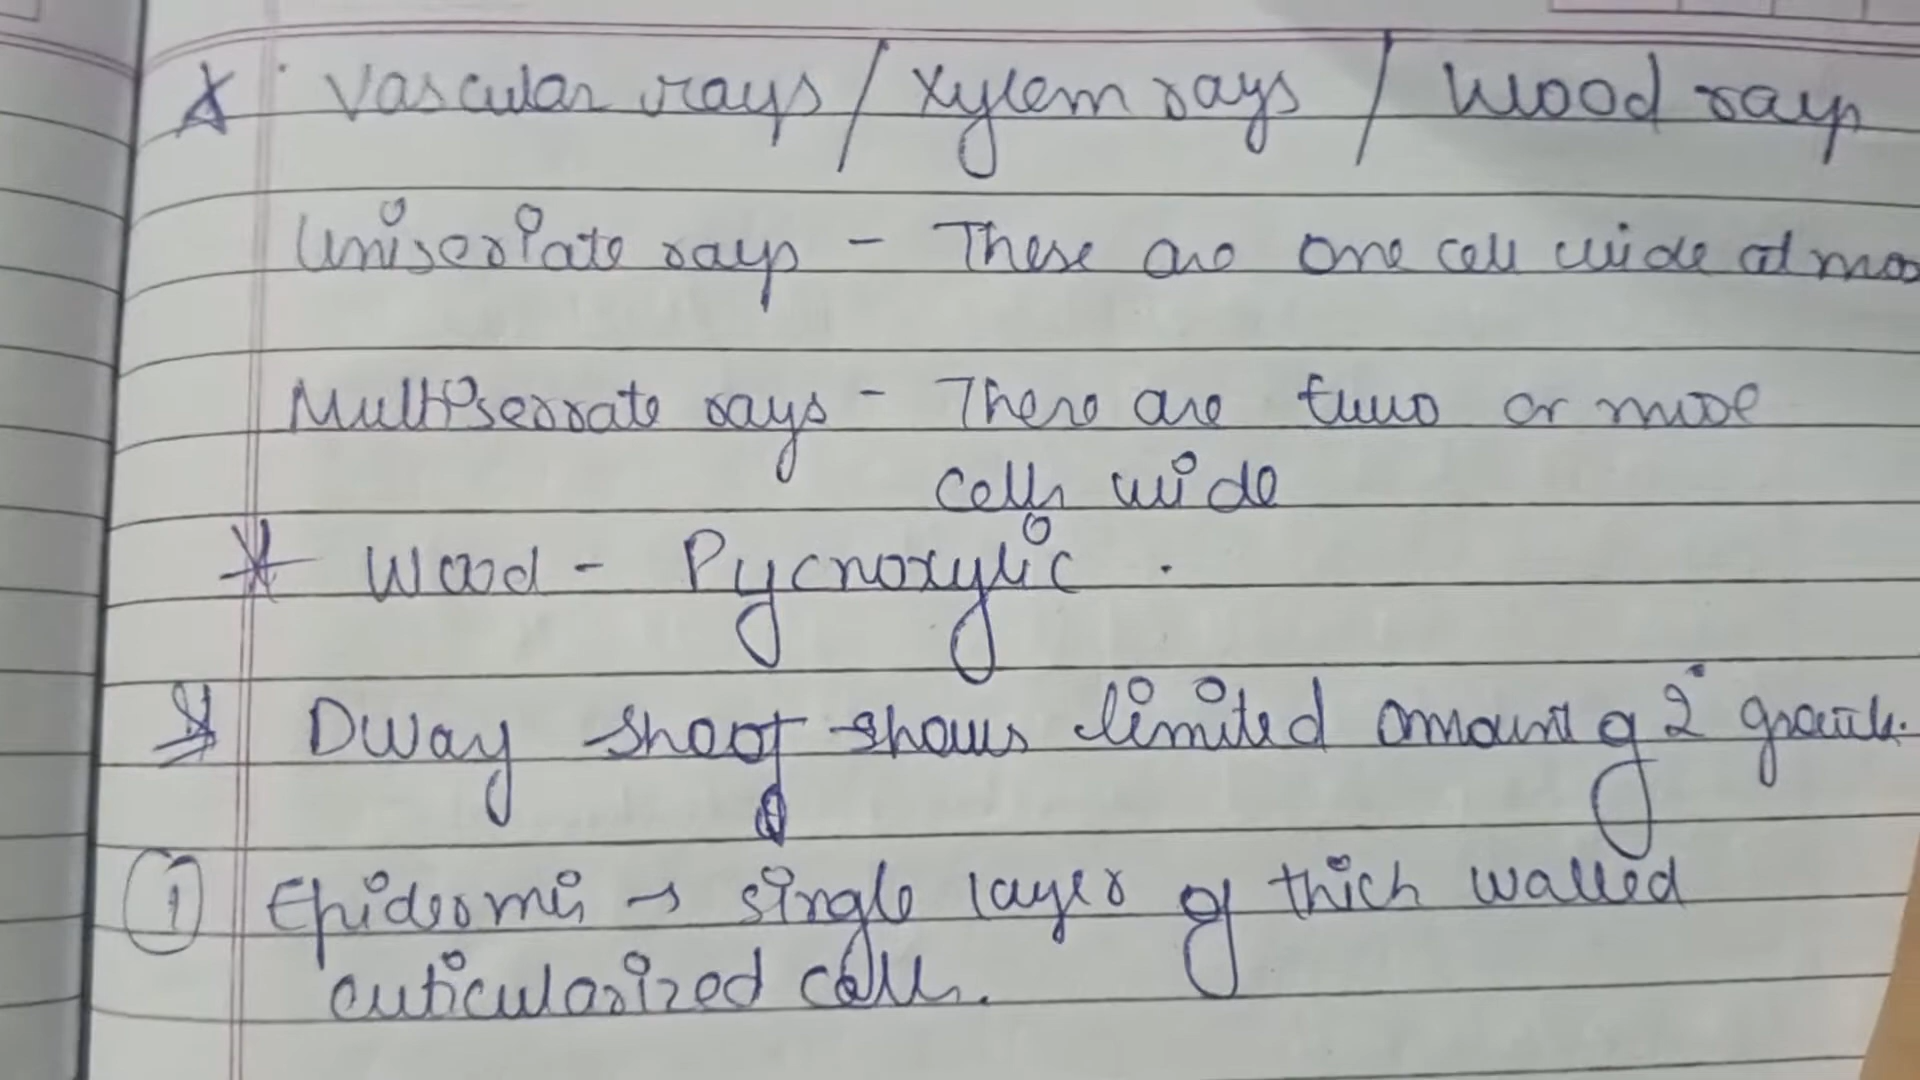 * Vascular rays / Xylem rays / Wood rays
Uniseriate rays - These are one cell wide at mos
Multiserrate rays - There are two or more
cells wide
* Wood - Pycnoxylic .
* Dwarf shoot shows limited amount of 2° growth.
① Epidermis → single layer of thick walled
cuticularized cells.